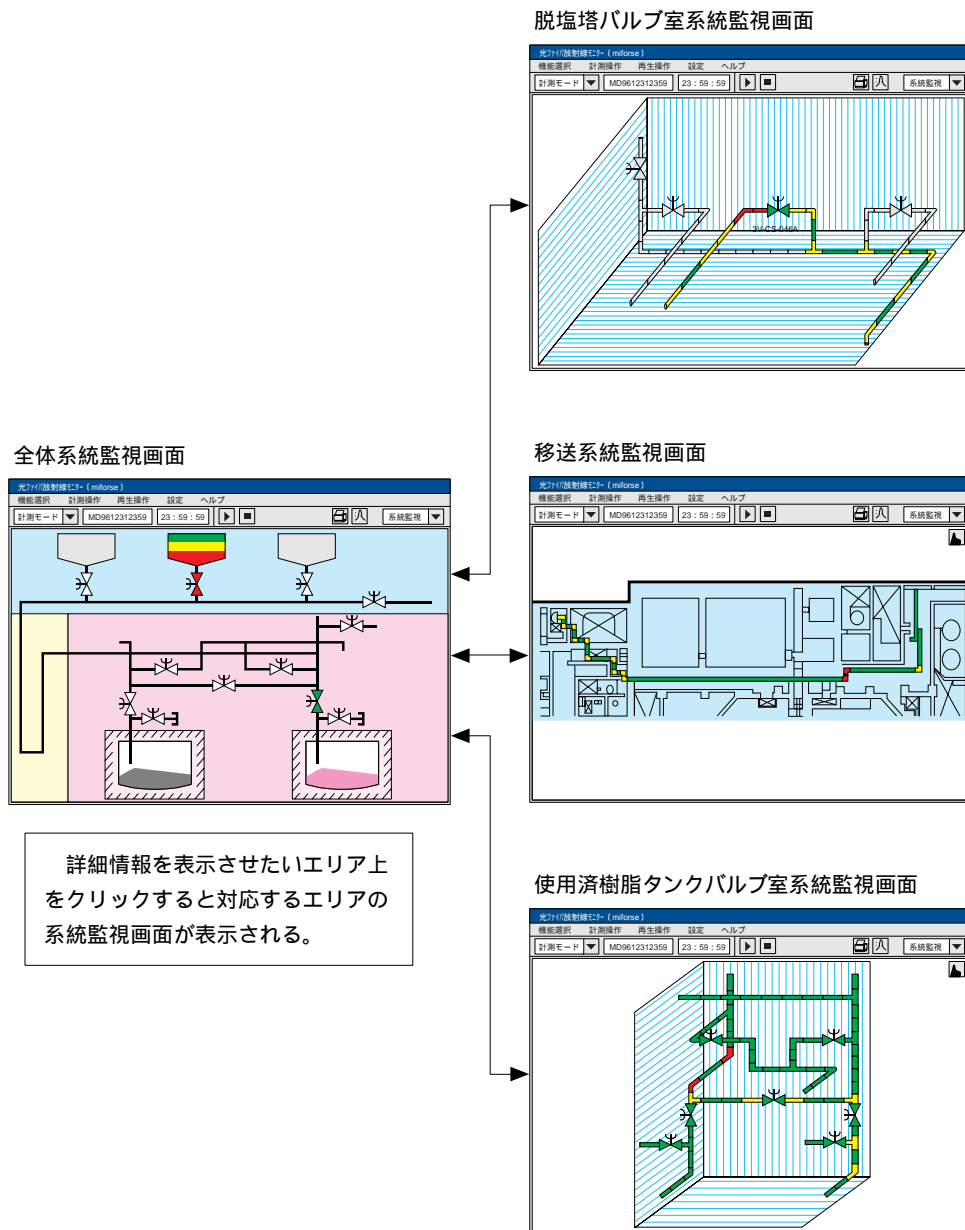 脱塩塔バルブ室系統監視画面
光ファイバ放射線モニター（miforse）
機能選択 計測操作 再生操作 設定 ヘルプ
計測モード MD9612312359 23：59：59 系統監視
3V-CS-046A
全体系統監視画面
光ファイバ放射線モニター（miforse）
機能選択 計測操作 再生操作 設定 ヘルプ
計測モード MD9612312359 23：59：59 系統監視
詳細情報を表示させたいエリア上
をクリックすると対応するエリアの
系統監視画面が表示される。
移送系統監視画面
光ファイバ放射線モニター（miforse）
機能選択 計測操作 再生操作 設定 ヘルプ
計測モード MD9612312359 23：59：59 系統監視
使用済樹脂タンクバルブ室系統監視画面
光ファイバ放射線モニター（miforse）
機能選択 計測操作 再生操作 設定 ヘルプ
計測モード MD9612312359 23：59：59 系統監視